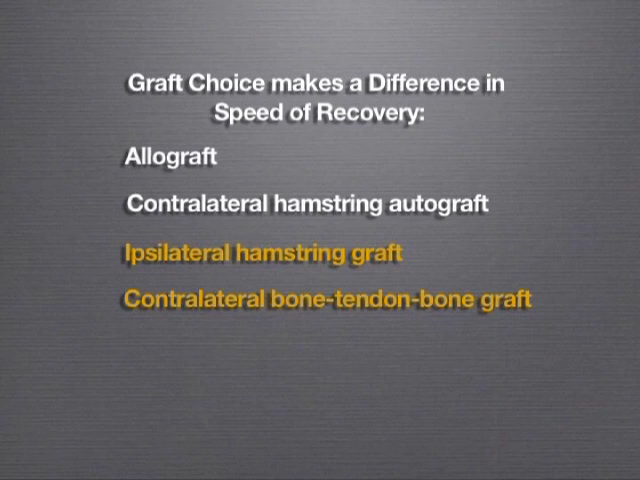 Graft Choice makes a Difference in
Speed of Recovery:
Allograft
Contralateral hamstring autograft
Ipsilateral hamstring graft
Contralateral bone-tendon-bone graft